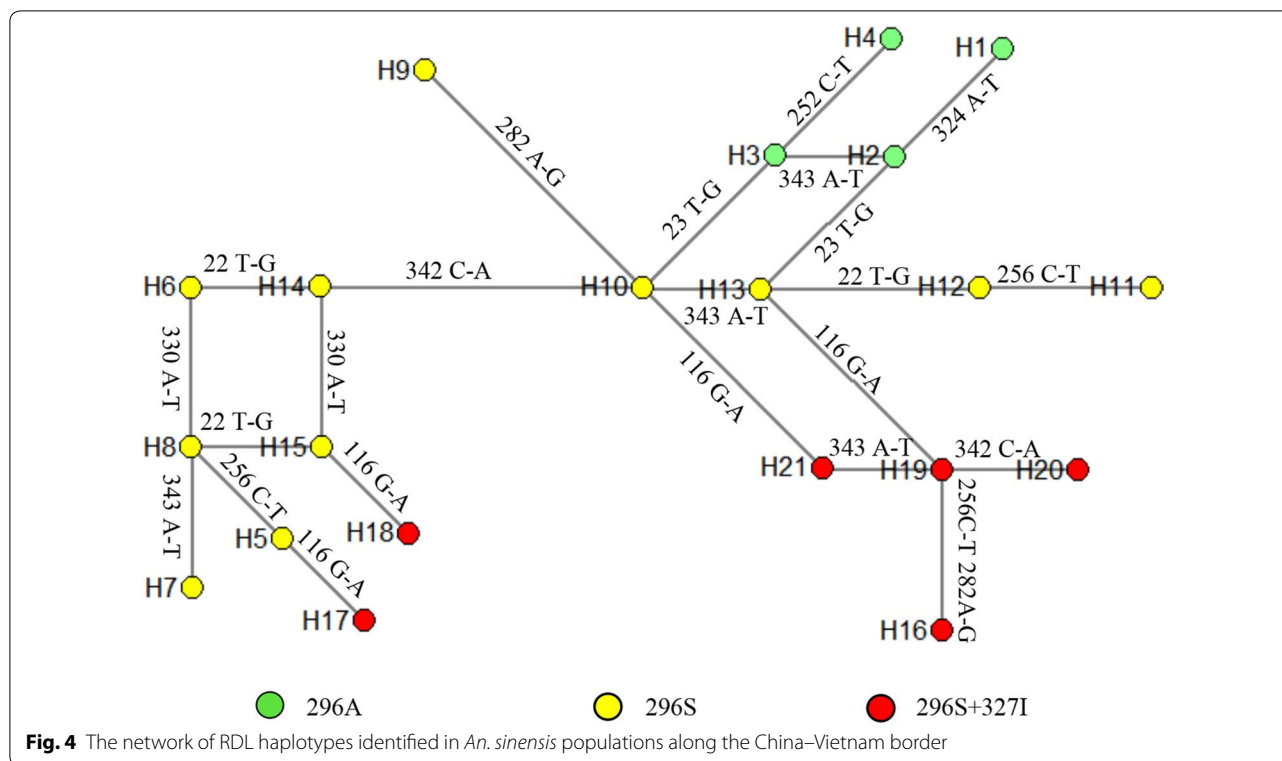 H4
H1
H9
252 C-T
324 A-T
282 A-G
H3
H2
343 A-T
23 T-G
23 T-G
H6
22 T-G
H14
342 C-A
H10
H13
22 T-G
H12
256 C-T
H11
343 A-T
330 A-T
330 A-T
116 G-A
116 G-A
H8
22 T-G
H15
343 A-T
342 C-A
H21
H19
H20
343 A-T
256 C-T
116 G-A
H5
H18
116 G-A
256C-T 282A-G
H7
H17
H16
296A
296S
296S+327I
Fig. 4 The network of RDL haplotypes identified in An. sinensis populations along the China–Vietnam border